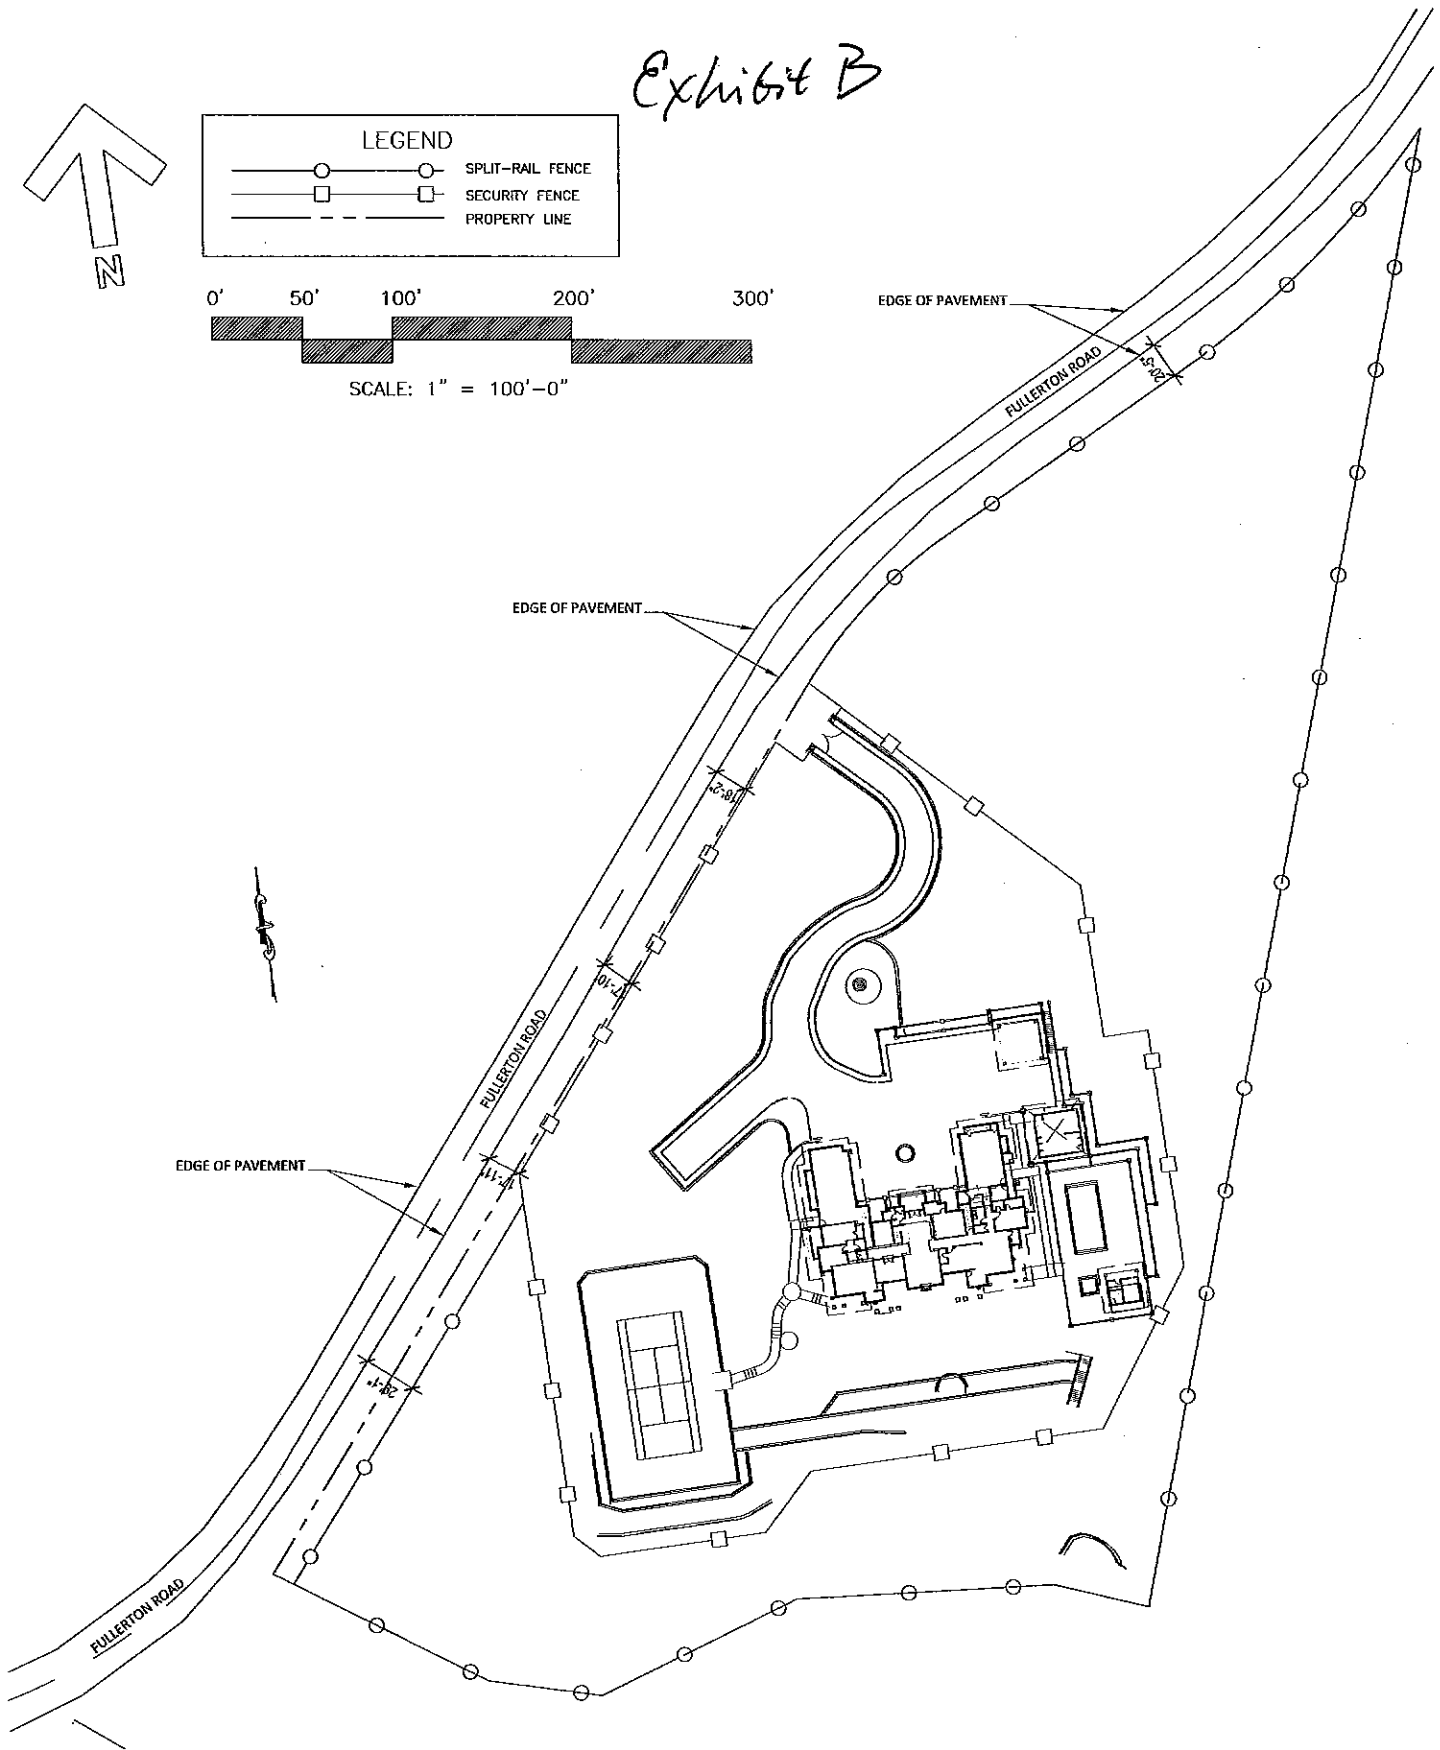 Exhibit B
LEGEND
SPLIT-RAIL FENCE
SECURITY FENCE
PROPERTY LINE
N
0' 50' 100' 200' 300'
SCALE: 1" = 100'-0"
EDGE OF PAVEMENT
FULLERTON ROAD
20'-5"
EDGE OF PAVEMENT
18'-2"
17'-10"
FULLERTON ROAD
EDGE OF PAVEMENT
17'-11"
FULLERTON ROAD